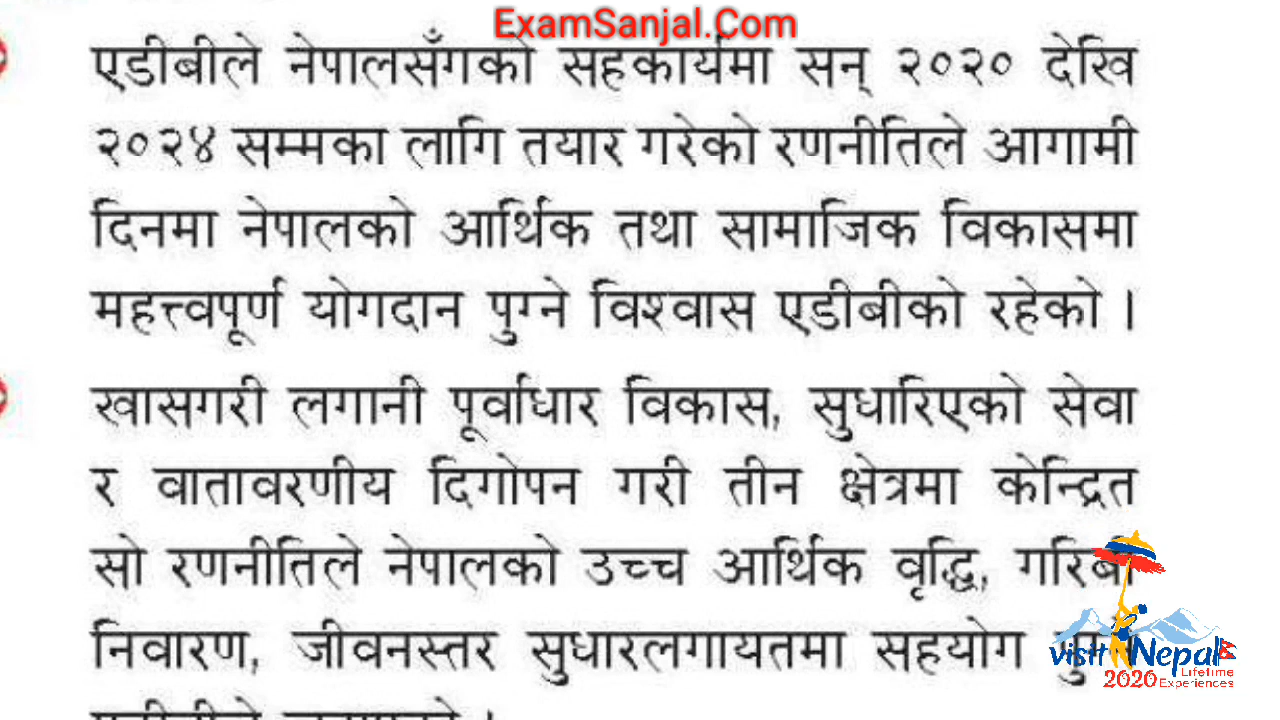 ExamSanjal.Com
एडीबीले नेपालसँगको सहकार्यमा सन् २०२० देखि
२०२४ सम्मका लागि तयार गरेको रणनीतिले आगामी
दिनमा नेपालको आर्थिक तथा सामाजिक विकासमा
महत्त्वपूर्ण योगदान पुग्ने विश्वास एडीबीको रहेको ।
खासगरी लगानी पूर्वाधार विकास, सुधारिएको सेवा
र वातावरणीय दिगोपन गरी तीन क्षेत्रमा केन्द्रित
सो रणनीतिले नेपालको उच्च आर्थिक वृद्धि, गरिबी
निवारण, जीवनस्तर सुधारलगायतमा सहयोग
visit Nepal
2020 Lifetime Experiences